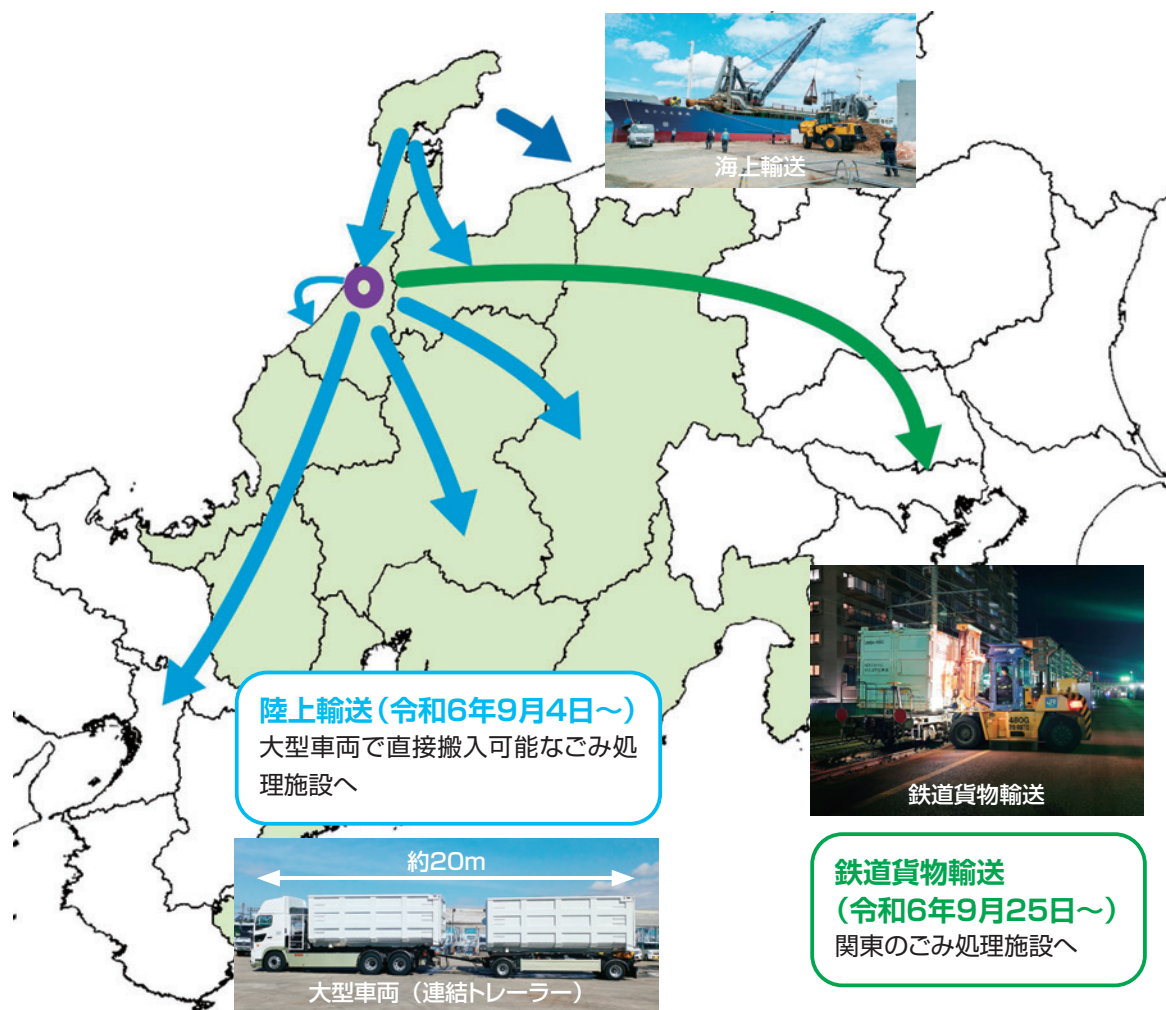 海上輸送
陸上輸送（令和6年9月4日～）
大型車両で直接搬入可能なごみ処
理施設へ
鉄道貨物輸送
約20m
大型車両（連結トレーラー）
鉄道貨物輸送
（令和6年9月25日～）
関東のごみ処理施設へ